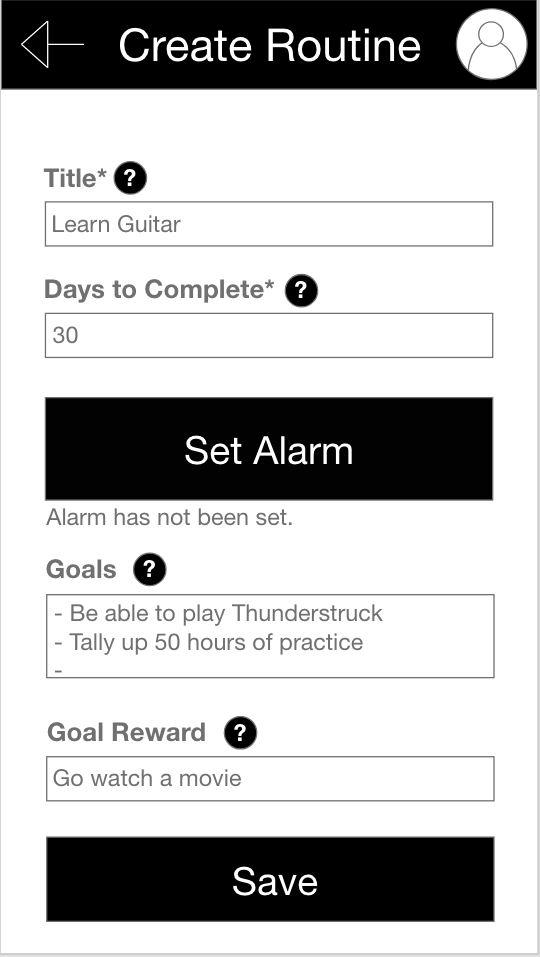 Create Routine
Title* ?
Learn Guitar
Days to Complete* ?
30
Set Alarm
Alarm has not been set.
Goals ?
- Be able to play Thunderstruck
- Tally up 50 hours of practice
-
Goal Reward ?
Go watch a movie
Save